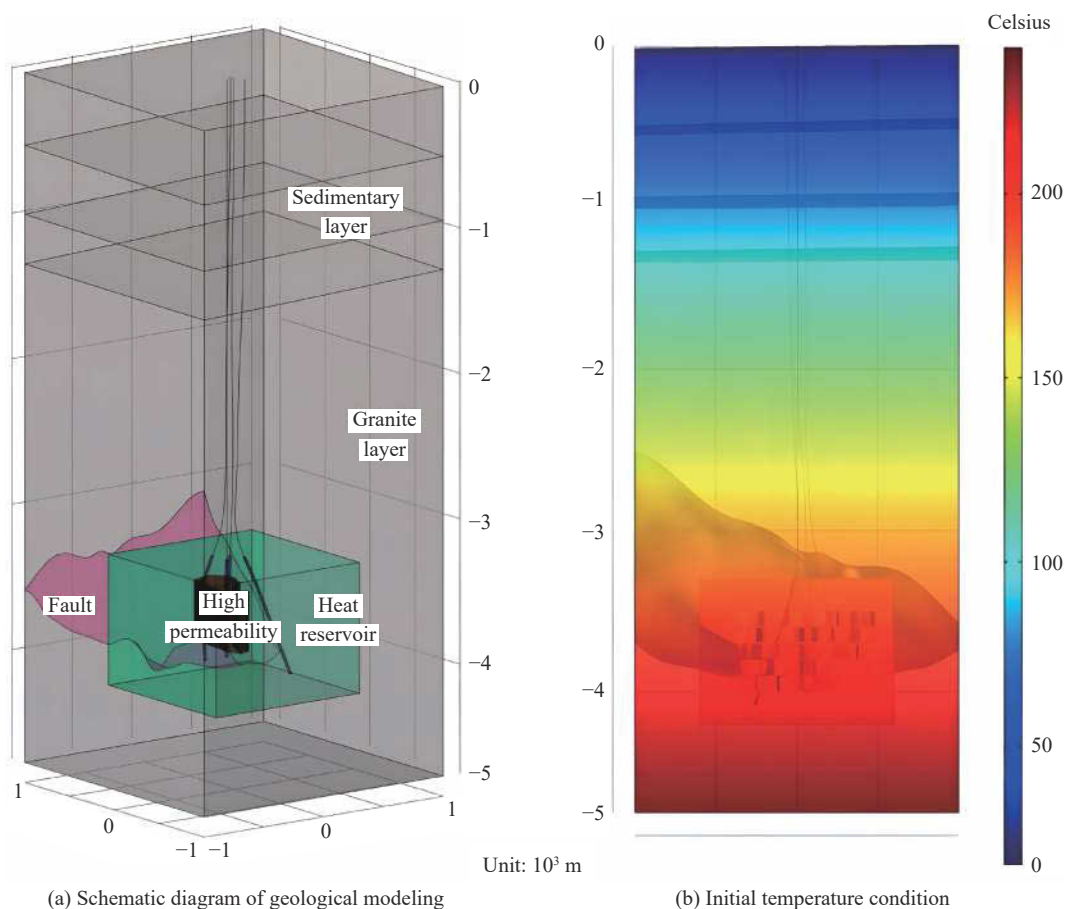 Celsius
0
−1
−2
−3
−4
−5
Sedimentary
layer
Granite
layer
Fault
High
permeability
Heat
reservoir
1
0
−1
−1
0
1
0
−1
−2
−3
−4
−5
200
150
100
50
0
Unit: 10³ m
(a) Schematic diagram of geological modeling
(b) Initial temperature condition